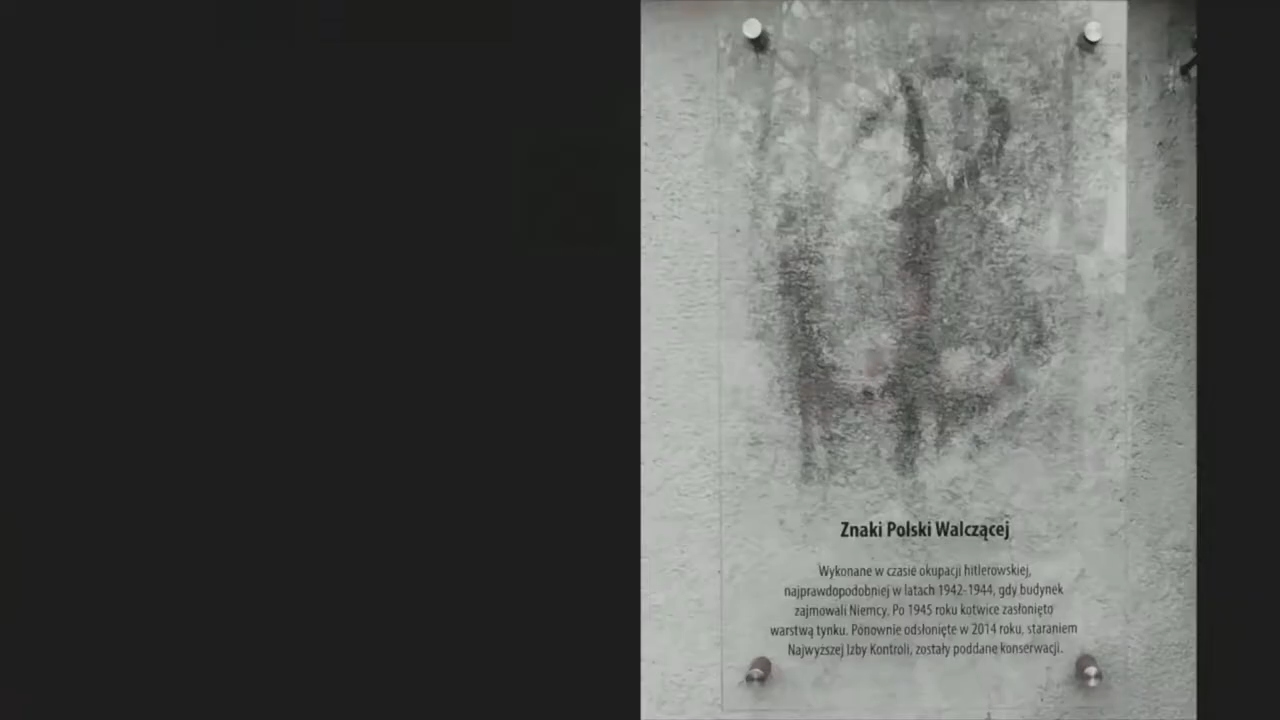 Znaki Polski Walczącej
Wykonane w czasie okupacji hitlerowskiej,
najprawdopodobniej w latach 1942-1944, gdy budynek
zajmowali Niemcy. Po 1945 roku kotwice zasłonięto
warstwą tynku. Ponownie odsłonięte w 2014 roku, staraniem
Najwyższej Izby Kontroli, zostały poddane konserwacji.